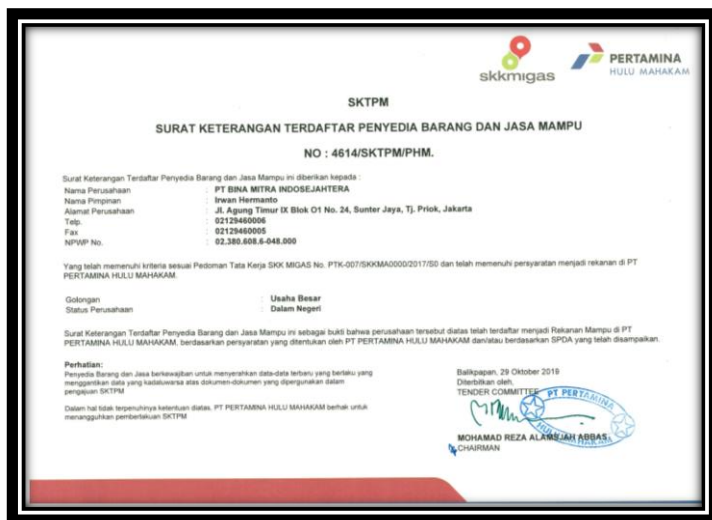 skkmigas
PERTAMINA
HULU MAHAKAM
SKTPM
SURAT KETERANGAN TERDAFTAR PENYEDIA BARANG DAN JASA MAMPU
NO : 4614/SKTPM/PHM.
Surat Keterangan Terdaftar Penyedia Barang dan Jasa Mampu ini diberikan kepada :
Nama Perusahaan : PT BINA MITRA INDOSEJAHTERA
Nama Pimpinan : Irwan Hermanto
Alamat Perusahaan : Jl. Agung Timur IX Blok O1 No. 24, Sunter Jaya, Tj. Priok, Jakarta
Telp. : 02129460006
Fax : 02129460005
NPWP No. : 02.380.608.6-048.000
Yang telah memenuhi kriteria sesuai Pedoman Tata Kerja SKK MIGAS No. PTK-007/SKKMA0000/2017/S0 dan telah memenuhi persyaratan menjadi rekanan di PT
PERTAMINA HULU MAHAKAM.
Golongan : Usaha Besar
Status Perusahaan : Dalam Negeri
Surat Keterangan Terdaftar Penyedia Barang dan Jasa Mampu ini sebagai bukti bahwa perusahaan tersebut diatas telah terdaftar menjadi Rekanan Mampu di PT
PERTAMINA HULU MAHAKAM, berdasarkan persyaratan yang ditentukan oleh PT PERTAMINA HULU MAHAKAM dan/atau berdasarkan SPDA yang telah disampaikan.
Perhatian:
Penyedia Barang dan Jasa berkewajiban untuk menyerahkan data-data terberu yang bertaku yang
menggantikan data yang kadaluwarsa atas dokumen-dokumen yang dipergunakan dalam
pengajuan SKTPM
Dalam hal tidak terpenuhinya ketentuan diatas, PT PERTAMINA HULU MAHAKAM berhak untuk
menangguhkan pemberlakuan SKTPM
Balikpapan, 29 Oktober 2019
Diterbitkan oleh,
TENDER COMMITTEE
PT PERTAMINA
HULU MAHAKAM
MOHAMAD REZA ALAMSJAH ABBAS
CHAIRMAN